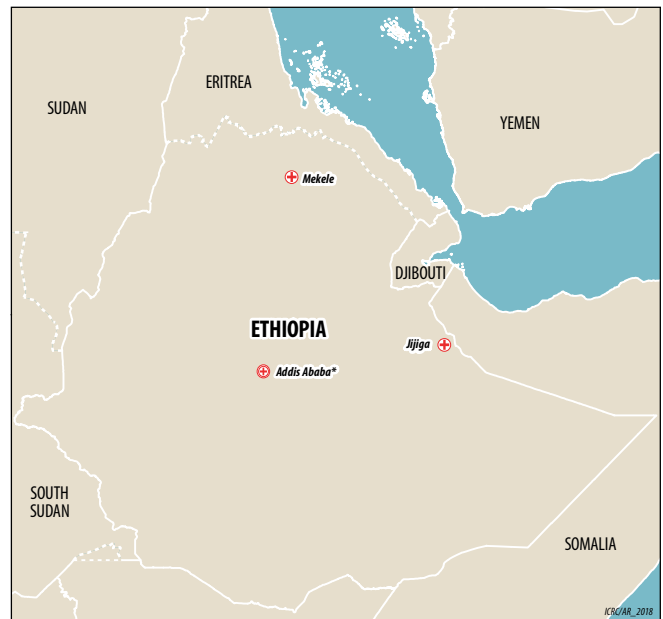 ERITREA
SUDAN
YEMEN
Mekele
DJIBOUTI
ETHIOPIA
Jijiga
Addis Ababa*
SOUTH
SUDAN
SOMALIA
ICRC/AR_2018